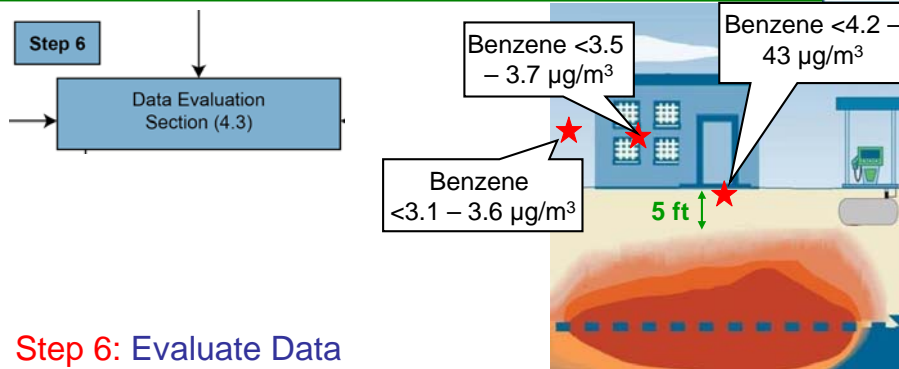 Step 6
Data Evaluation
Section (4.3)
Benzene <3.5
– 3.7 µg/m³
Benzene <4.2 –
43 µg/m³
Benzene
<3.1 – 3.6 µg/m³
5 ft
Step 6: Evaluate Data